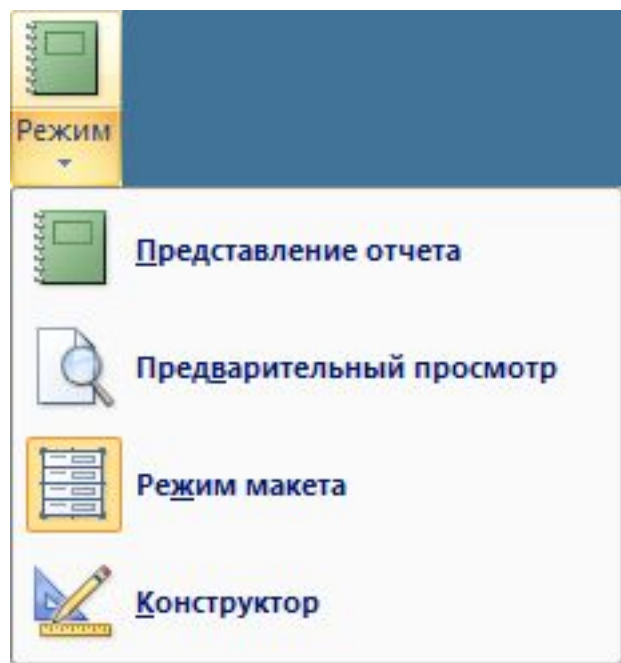 Режим
Представление отчета
Предварительный просмотр
Режим макета
Конструктор